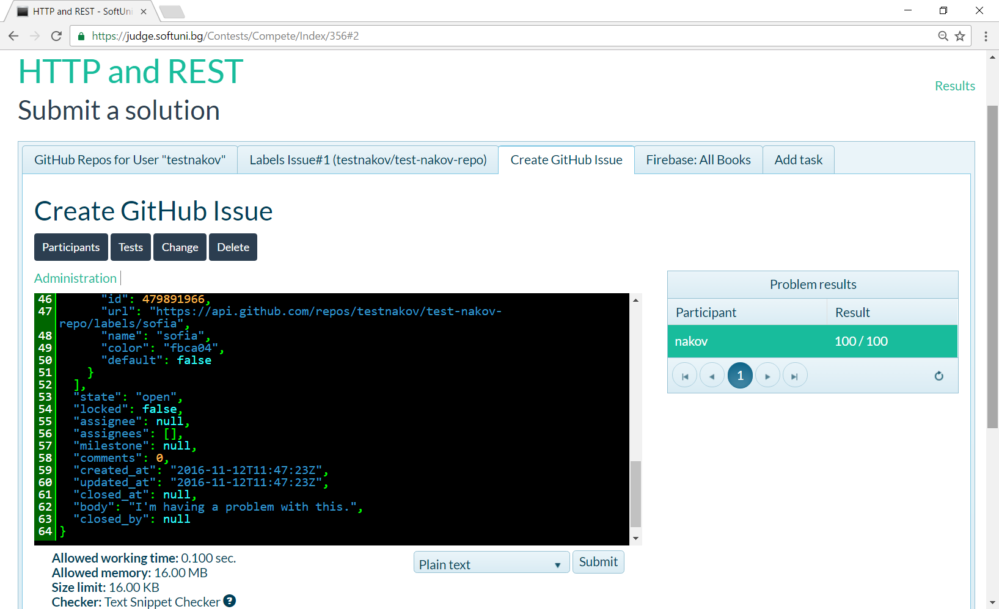 HTTP and REST - SoftUni
https://judge.softuni.bg/Contests/Compete/Index/356#2
HTTP and REST
Results
Submit a solution
GitHub Repos for User "testnakov"
Labels Issue#1 (testnakov/test-nakov-repo)
Create GitHub Issue
Firebase: All Books
Add task
Create GitHub Issue
Participants
Tests
Change
Delete
Administration
46 "id": 479891966,
47 "url": "https://api.github.com/repos/testnakov/test-nakov-
repo/labels/sofia",
48 "name": "sofia",
49 "color": "fbca04",
50 "default": false
51 }
52 ],
53 "state": "open",
54 "locked": false,
55 "assignee": null,
56 "assignees": [],
57 "milestone": null,
58 "comments": 0,
59 "created_at": "2016-11-12T11:47:23Z",
60 "updated_at": "2016-11-12T11:47:23Z",
61 "closed_at": null,
62 "body": "I'm having a problem with this.",
63 "closed_by": null
64 }
Problem results
Participant Result
nakov 100 / 100
1
Allowed working time: 0.100 sec.
Allowed memory: 16.00 MB
Size limit: 16.00 KB
Checker: Text Snippet Checker ?
Plain text
Submit